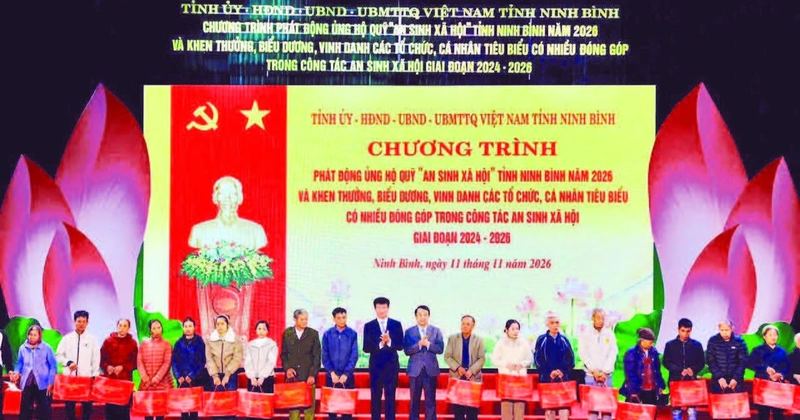 TỈNH ỦY - HĐND - UBND - UBMTTQ VIỆT NAM TỈNH NINH BÌNH
CHƯƠNG TRÌNH PHÁT ĐỘNG ỦNG HỘ QUỸ "AN SINH XÃ HỘI" TỈNH NINH BÌNH NĂM 2026
VÀ KHEN THƯỞNG, BIỂU DƯƠNG, VINH DANH CÁC TỔ CHỨC, CÁ NHÂN TIÊU BIỂU CÓ NHIỀU ĐÓNG GÓP
TRONG CÔNG TÁC AN SINH XÃ HỘI GIAI ĐOẠN 2024 - 2026
TỈNH ỦY - HĐND - UBND - UBMTTQ VIỆT NAM TỈNH NINH BÌNH
CHƯƠNG TRÌNH
PHÁT ĐỘNG ỦNG HỘ QUỸ "AN SINH XÃ HỘI" TỈNH NINH BÌNH NĂM 2026
VÀ KHEN THƯỞNG, BIỂU DƯƠNG, VINH DANH CÁC TỔ CHỨC, CÁ NHÂN TIÊU BIỂU
CÓ NHIỀU ĐÓNG GÓP TRONG CÔNG TÁC AN SINH XÃ HỘI
GIAI ĐOẠN 2024 - 2026
Ninh Bình, ngày 11 tháng 11 năm 2026